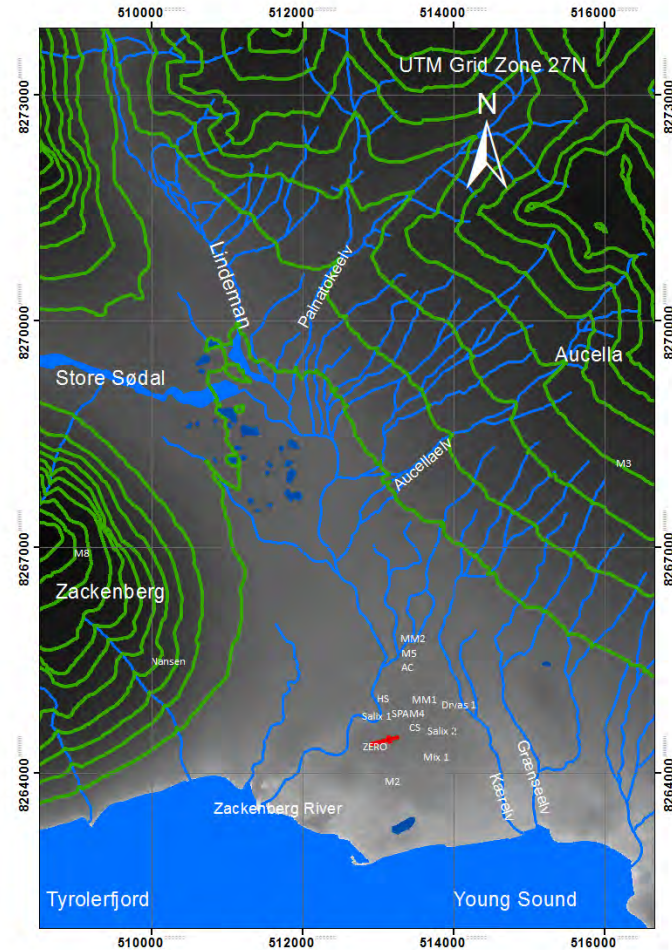 510000
512000
514000
516000
UTM Grid Zone 27N
8273000
8273000
N
Lindeman
Palnatokeelv
8270000
8270000
Aucella
Store Sødal
Aucellaelv
M3
8267000
8267000
M8
Zackenberg
MM2
M5
Nansen
AC
HS
MM1
Drvas 1
Salix 1
SPAM4
CS
Salix 2
ZERO
Mix 1
Grænseelv
M2
Kærelv
8264000
8264000
Zackenberg River
Tyrolerfjord
Young Sound
510000
512000
514000
516000